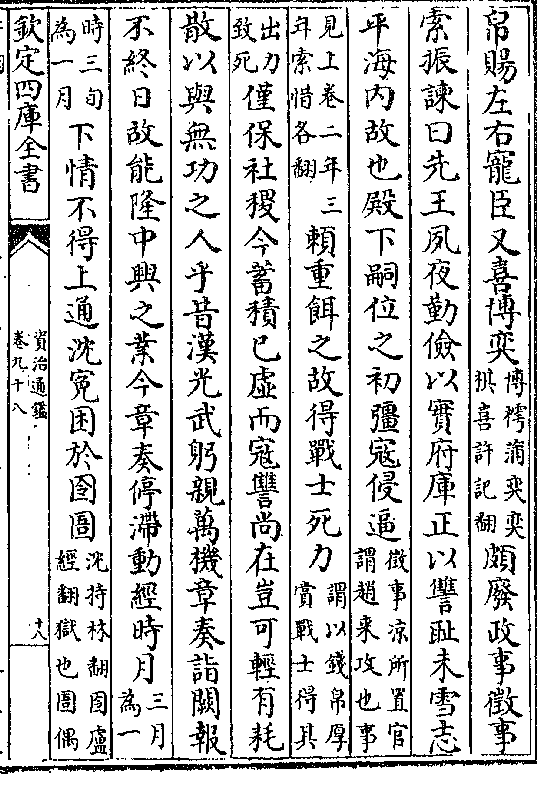 帛賜左右寵臣又喜博奕博摴蒲奕奕棋喜許記翻頗廢政事徵事
索振諫曰先王夙夜勤儉以實府庫正以讐恥未雪志
平海内故也殿下嗣位之初彊寇侵逼徵事凉所置官謂趙来攻也事
見上卷二年三年索惜各翻賴重餌之故得戰士死力謂以錢帛厚賞戰士得其
出力致死僅保社稷今蓄積已虛而寇讐尚在豈可輕有耗
散以與無功之人乎昔漢光武躬親萬機章奏詣闕報
不終日故能隆中興之業今章奏停滯動經時月三月為一
時三旬為一月下情不得上通沈寃困於囹圄沈持林翻囹盧經翻獄也圄偶
欽定四庫全書
資治通鑑
卷九十八
十八